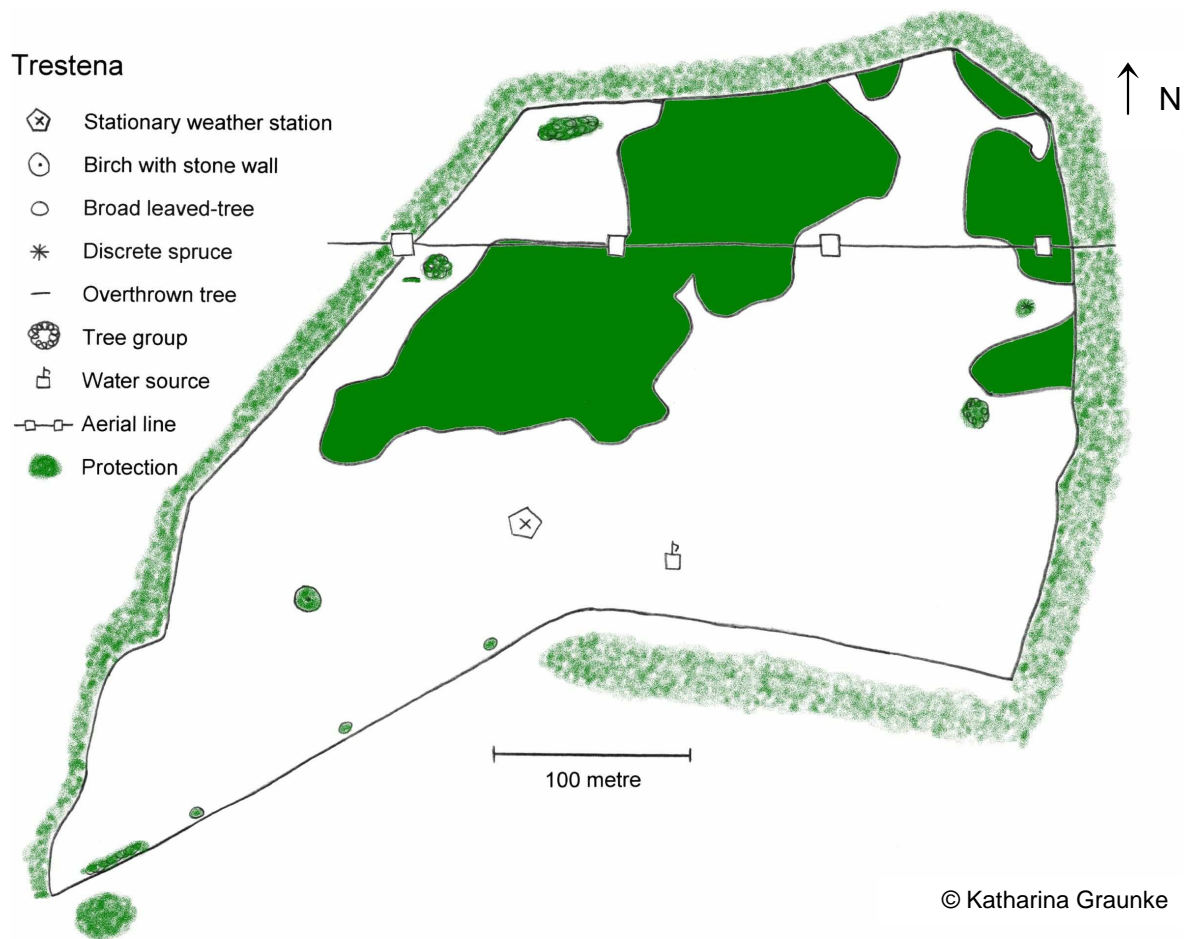 Trestena
Stationary weather station
Birch with stone wall
Broad leaved-tree
Discrete spruce
Overthrown tree
Tree group
Water source
Aerial line
Protection
N
100 metre
© Katharina Graunke